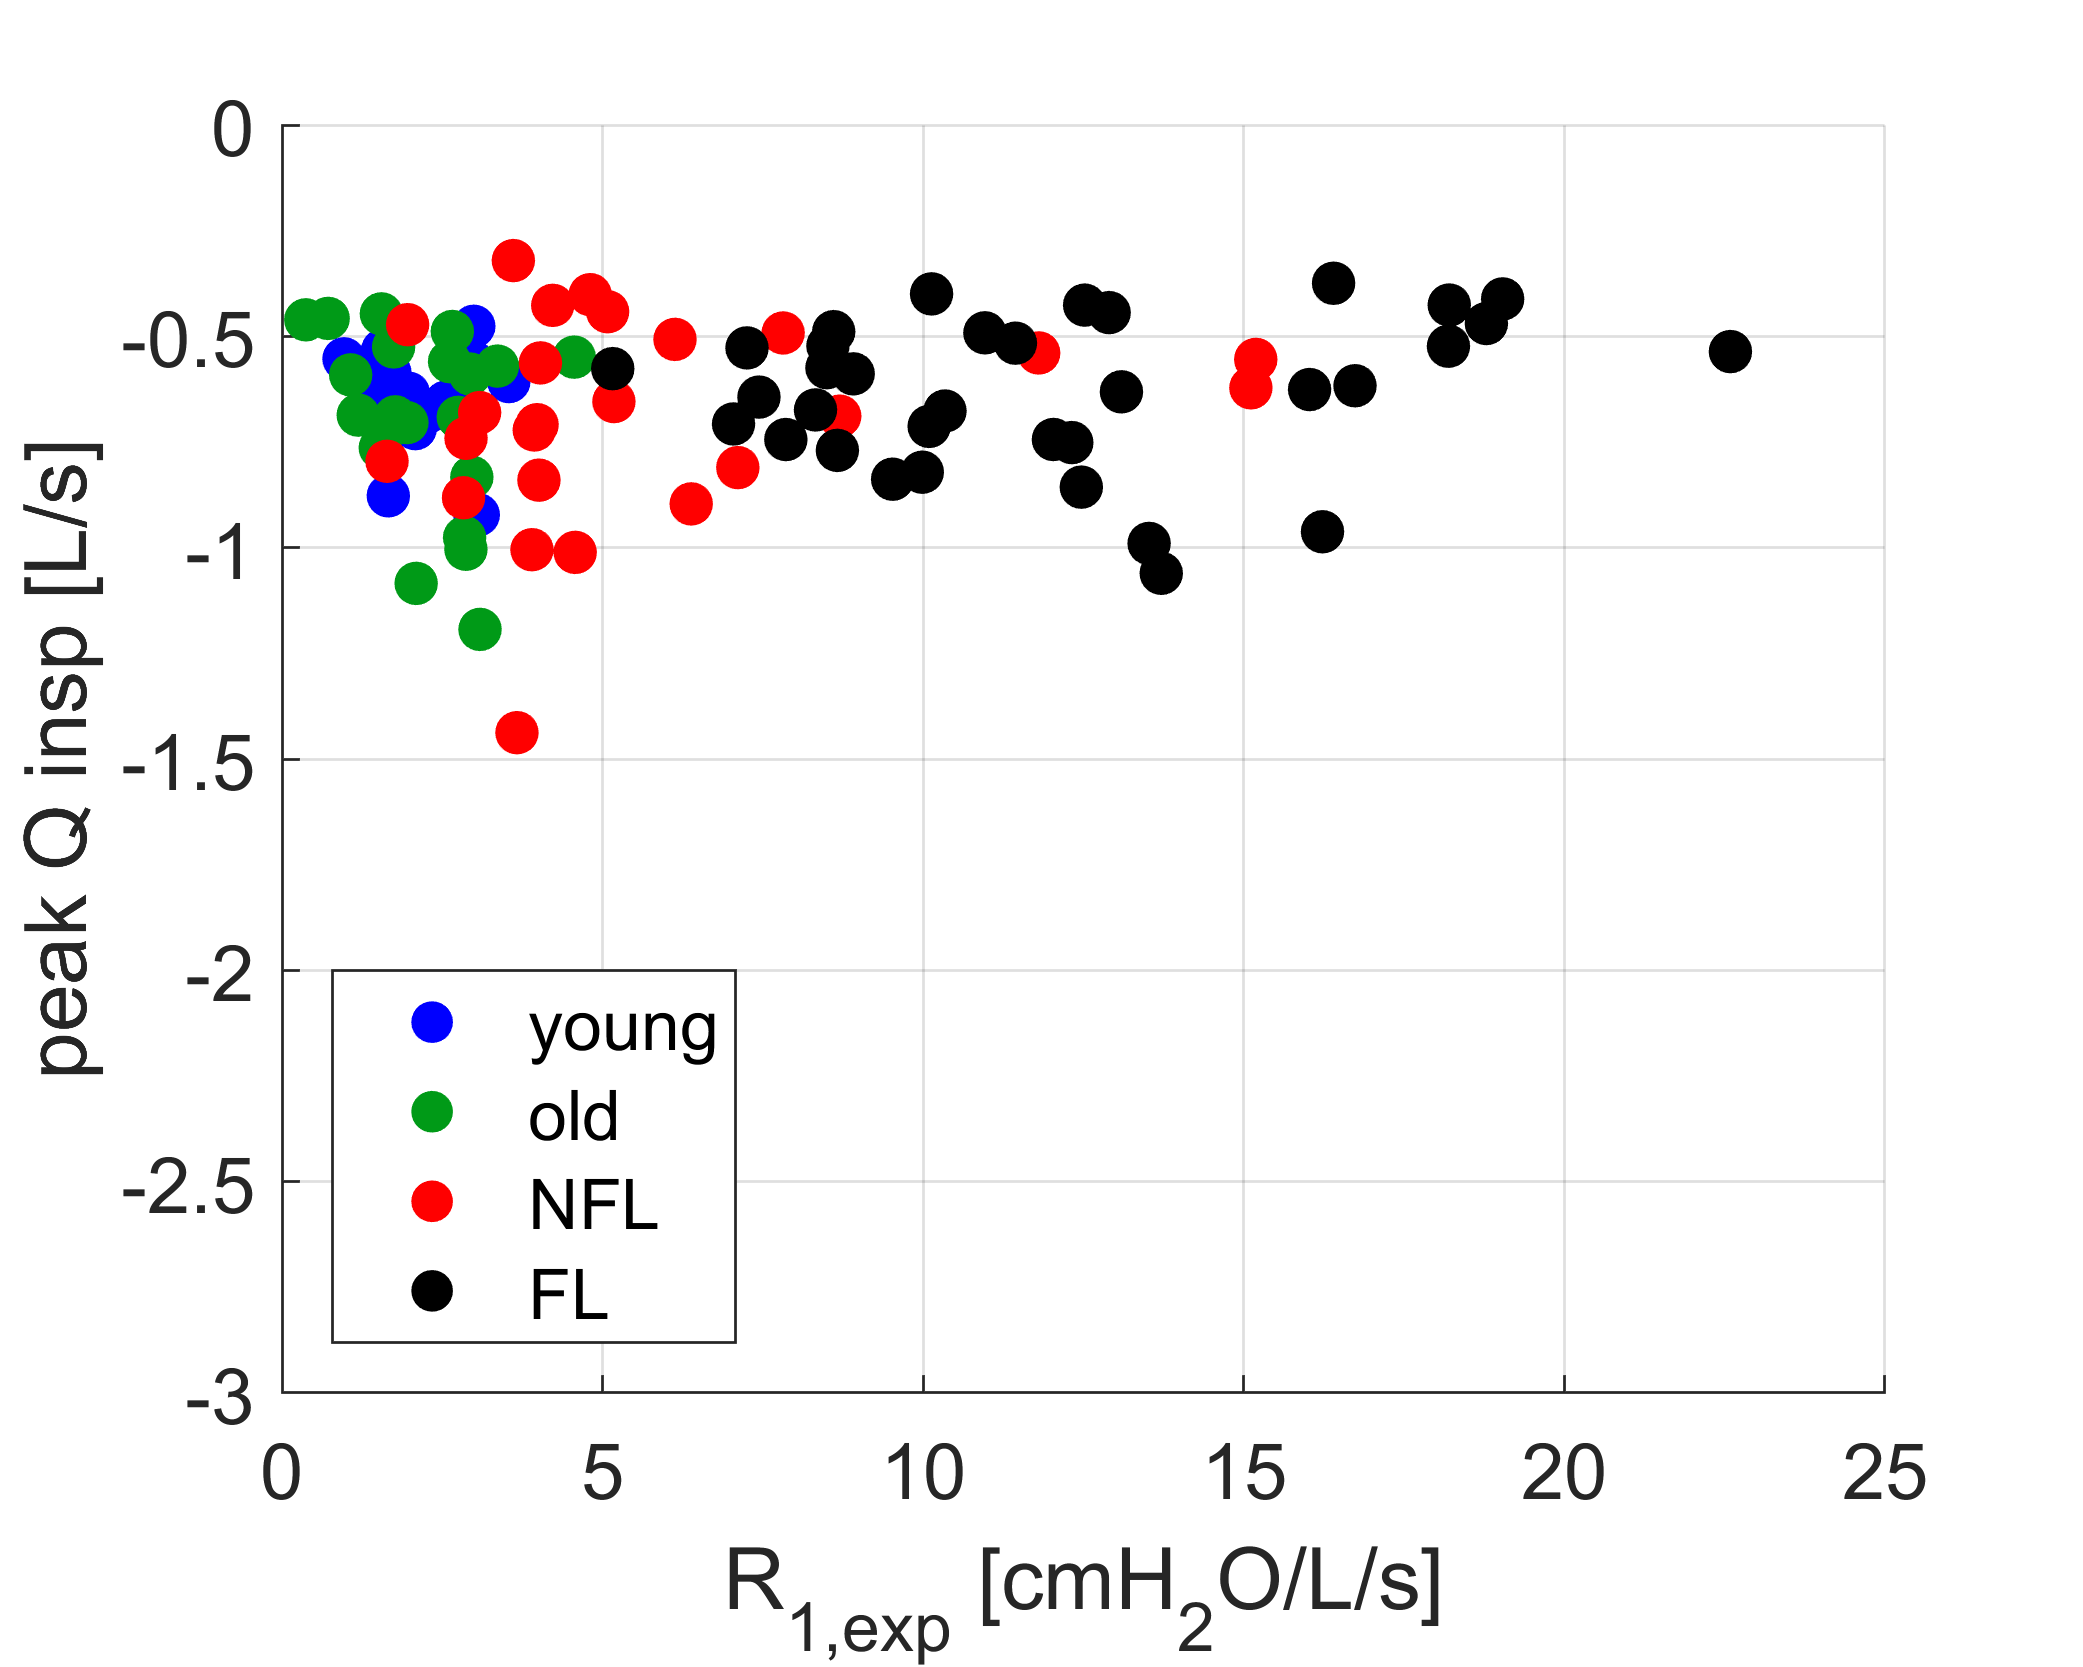 0
-0.5
-1
-1.5
-2
-2.5
-3
peak Q insp [L/s]
young
old
NFL
FL
0 5 10 15 20 25
R1,exp [cmH2O/L/s]